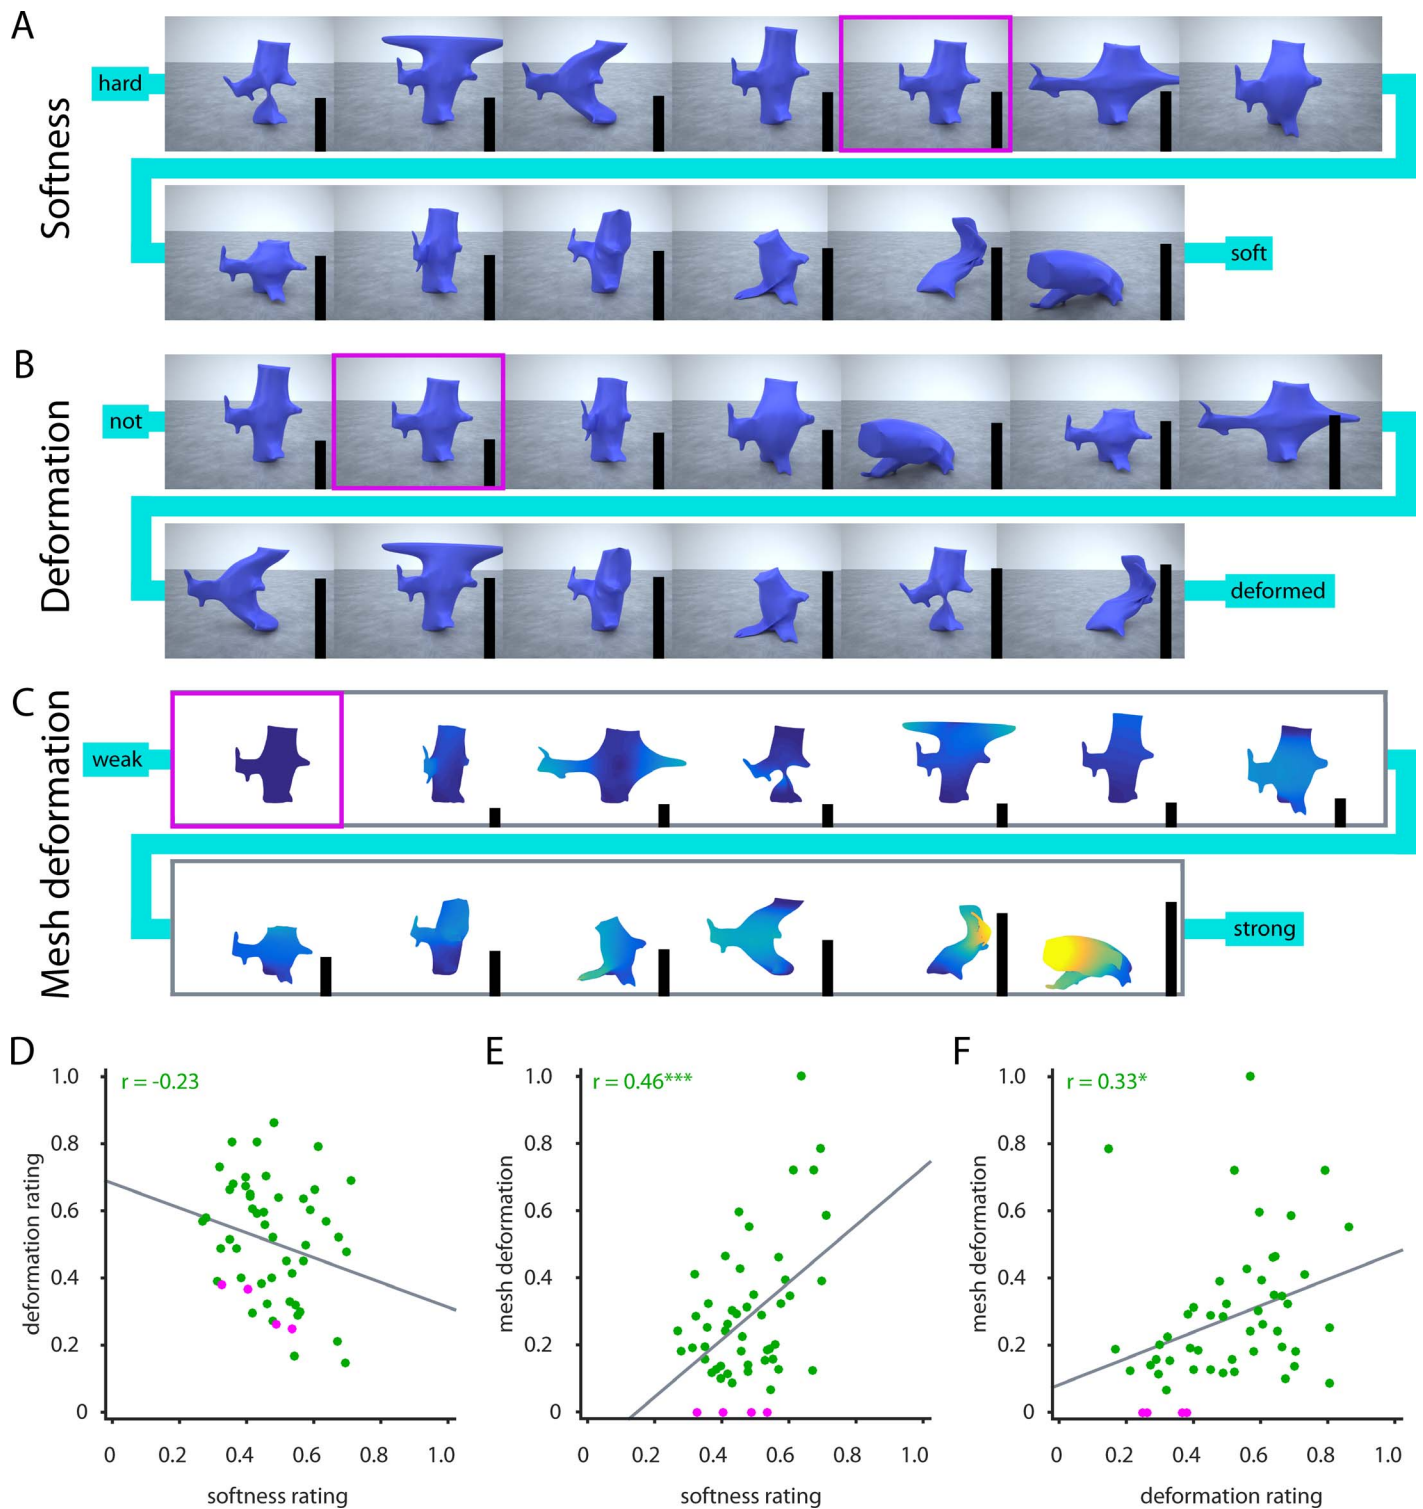 A
Softness
hard
soft
B
Deformation
not
deformed
C
Mesh deformation
weak
strong
D
r = -0.23
1.0
0.8
0.6
0.4
0.2
0
deformation rating
0 0.2 0.4 0.6 0.8 1.0
softness rating
E
r = 0.46***
1.0
0.8
0.6
0.4
0.2
0
mesh deformation
0 0.2 0.4 0.6 0.8 1.0
softness rating
F
r = 0.33*
1.0
0.8
0.6
0.4
0.2
0
mesh deformation
0 0.2 0.4 0.6 0.8 1.0
deformation rating